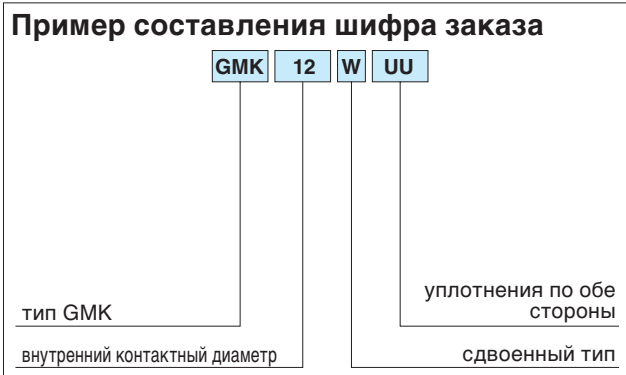 Пример составления шифра заказа
GMK 12 W UU
уплотнения по обе
стороны
тип GMK
внутренний контактный диаметр
сдвоенный тип